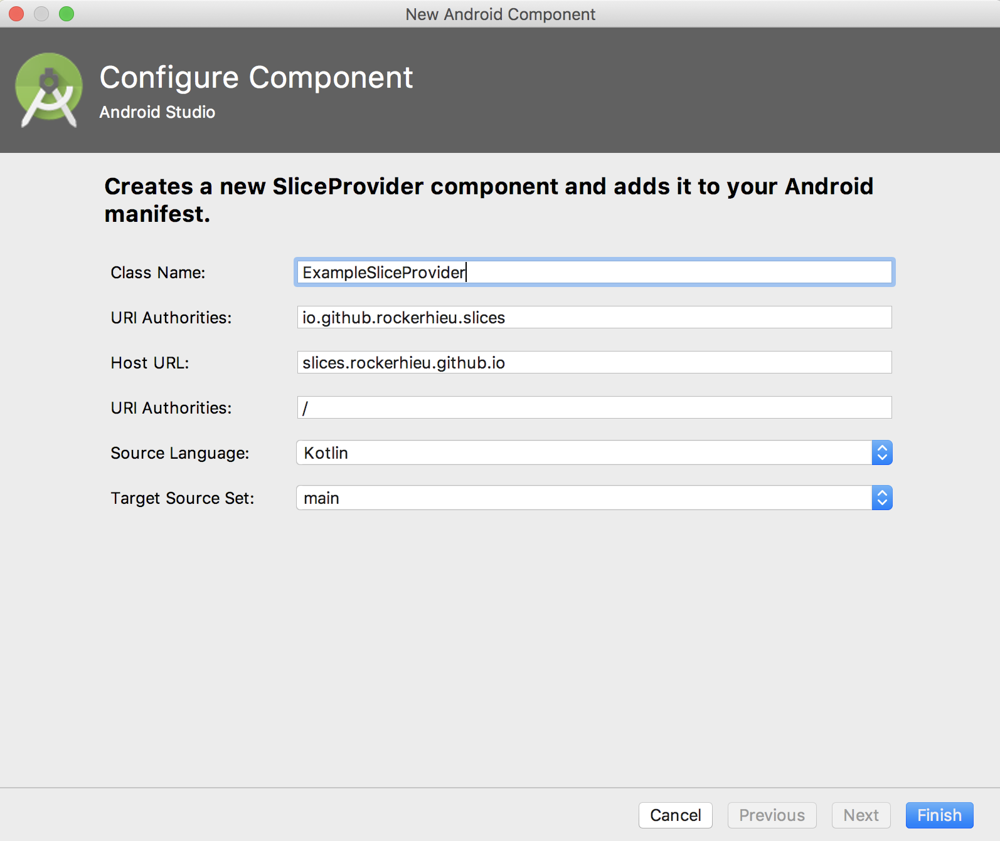 New Android Component
Configure Component
Android Studio
Creates a new SliceProvider component and adds it to your Android
manifest.
Class Name: ExampleSliceProvider
URI Authorities: io.github.rockerhieu.slices
Host URL: slices.rockerhieu.github.io
URI Authorities: /
Source Language: Kotlin
Target Source Set: main
Cancel Previous Next Finish